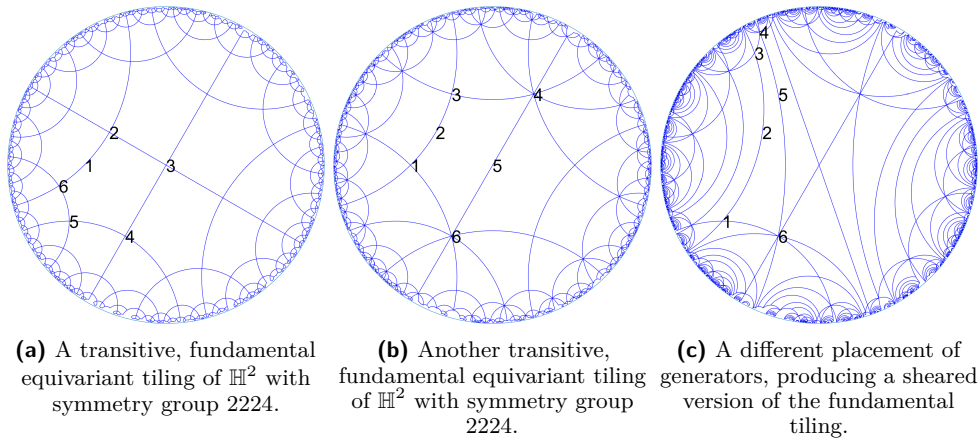 2
1
3
6
5
4
3
4
2
1
5
6
4
3
5
2
1
6
(a) A transitive, fundamental
equivariant tiling of ℍ² with
symmetry group 2224.
(b) Another transitive,
fundamental equivariant tiling
of ℍ² with symmetry group
2224.
(c) A different placement of
generators, producing a sheared
version of the fundamental
tiling.